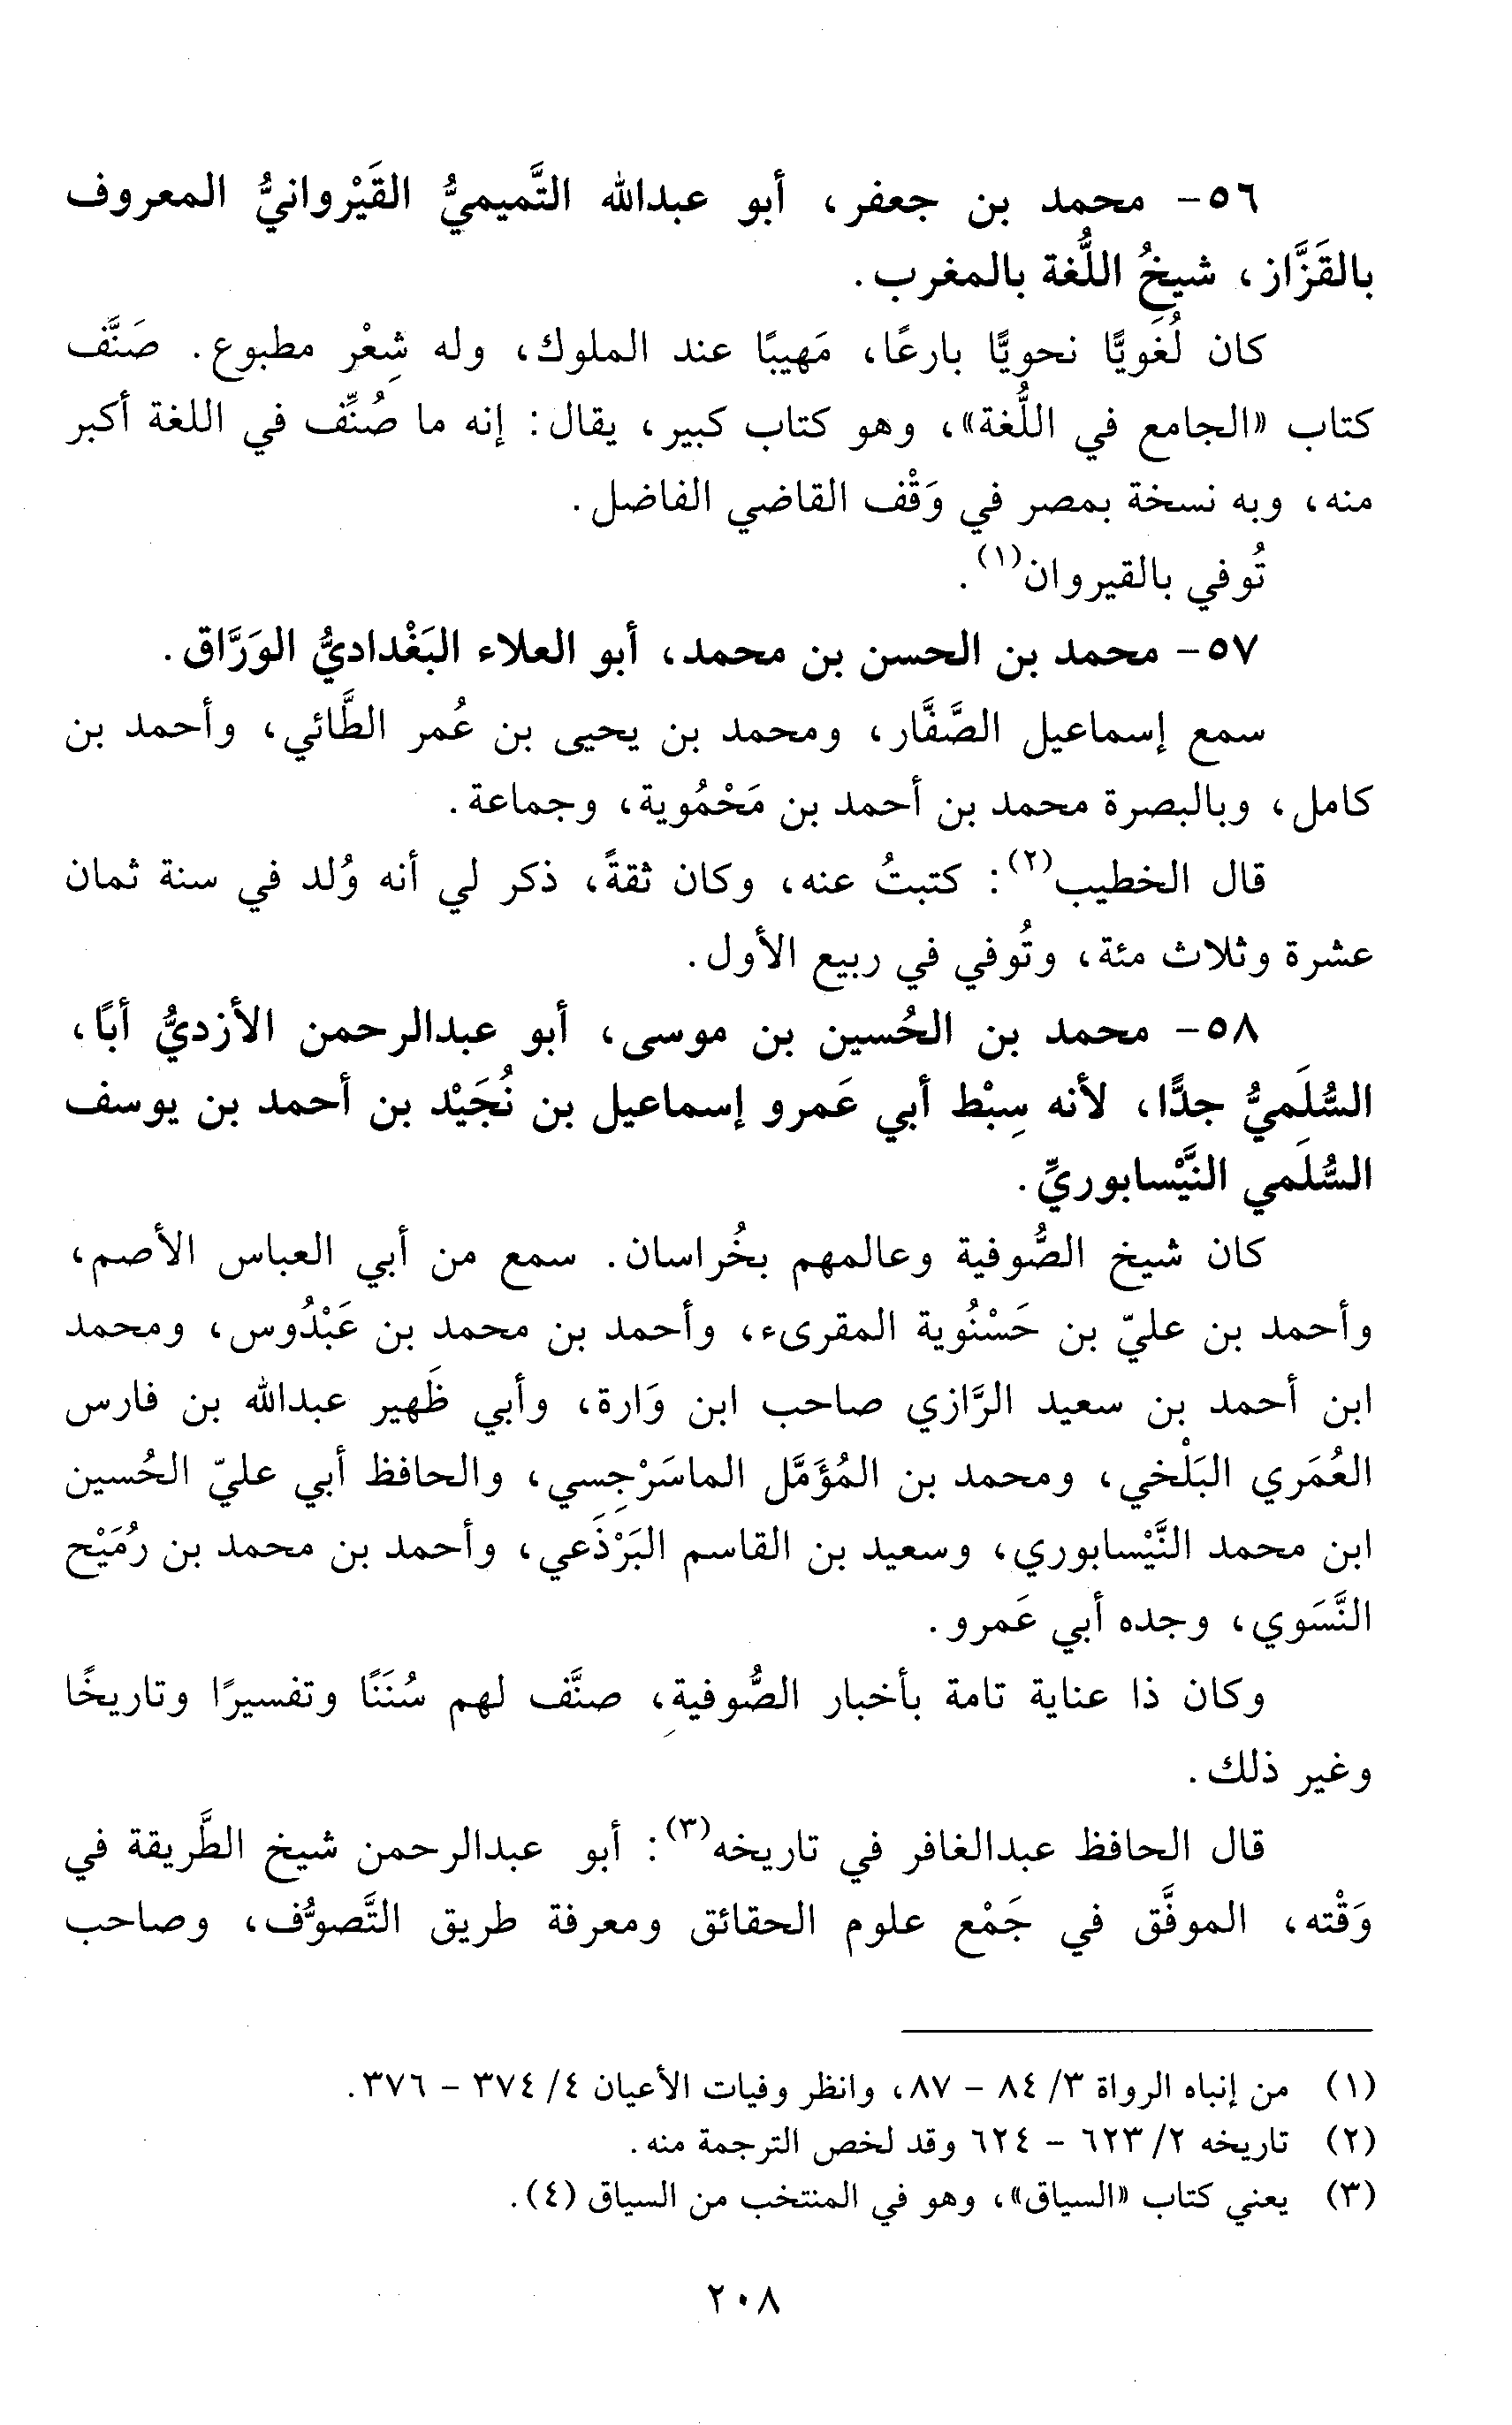 ٥٦- محمد بن جعفر، أبو عبدالله التَّميميُّ القَيْروانيُّ المعروف
بالقَزَّاز، شيخُ اللُّغة بالمغرب.
كان لُغَويًّا نحويًّا بارعًا، مَهيبًا عند الملوك، وله شِعْر مطبوع. صَنَّف
كتاب «الجامع في اللُّغة»، وهو كتاب كبير، يقال: إنه ما صُنِّف في اللغة أكبر
منه، وبه نسخة بمصر في وَقْف القاضي الفاضل.
تُوفي بالقيروان(١).
٥٧- محمد بن الحسن بن محمد، أبو العلاء البَغْداديُّ الوَرَّاق.
سمع إسماعيل الصَّفَّار، ومحمد بن يحيى بن عُمر الطَّائي، وأحمد بن
كامل، وبالبصرة محمد بن أحمد بن مَحْمُوية، وجماعة.
قال الخطيب(٢): كتبتُ عنه، وكان ثقةً، ذكر لي أنه وُلد في سنة ثمان
عشرة وثلاث مئة، وتُوفي في ربيع الأول.
٥٨- محمد بن الحُسين بن موسى، أبو عبدالرحمن الأزديُّ أبًا،
السُّلَميُّ جدًّا، لأنه سِبْط أبي عَمرو إسماعيل بن نُجَيْد بن أحمد بن يوسف
السُّلَمي النَّيْسابوريِّ.
كان شيخ الصُّوفية وعالمهم بخُراسان. سمع من أبي العباس الأصم،
وأحمد بن عليّ بن حَسْنُوية المقرىء، وأحمد بن محمد بن عَبْدُوس، ومحمد
ابن أحمد بن سعيد الرَّازي صاحب ابن وَارة، وأبي ظَهير عبدالله بن فارس
العُمَري البَلْخي، ومحمد بن المُؤَمَّل الماسَرْجِسي، والحافظ أبي عليّ الحُسين
ابن محمد النَّيْسابوري، وسعيد بن القاسم البَرْذَعي، وأحمد بن محمد بن رُمَيْح
النَّسَوي، وجده أبي عَمرو.
وكان ذا عناية تامة بأخبار الصُّوفية، صنَّف لهم سُنَنًا وتفسيرًا وتاريخًا
وغير ذلك.
قال الحافظ عبدالغافر في تاريخه(٣): أبو عبدالرحمن شيخ الطَّريقة في
وَقْته، الموفَّق في جَمْع علوم الحقائق ومعرفة طريق التَّصوُّف، وصاحب
(١) من إنباه الرواة ٣/ ٨٤ - ٨٧، وانظر وفيات الأعيان ٤/ ٣٧٤ - ٣٧٦.
(٢) تاريخه ٢/ ٦٢٣ - ٦٢٤ وقد لخص الترجمة منه.
(٣) يعني كتاب «السياق»، وهو في المنتخب من السياق (٤).
٢٠٨